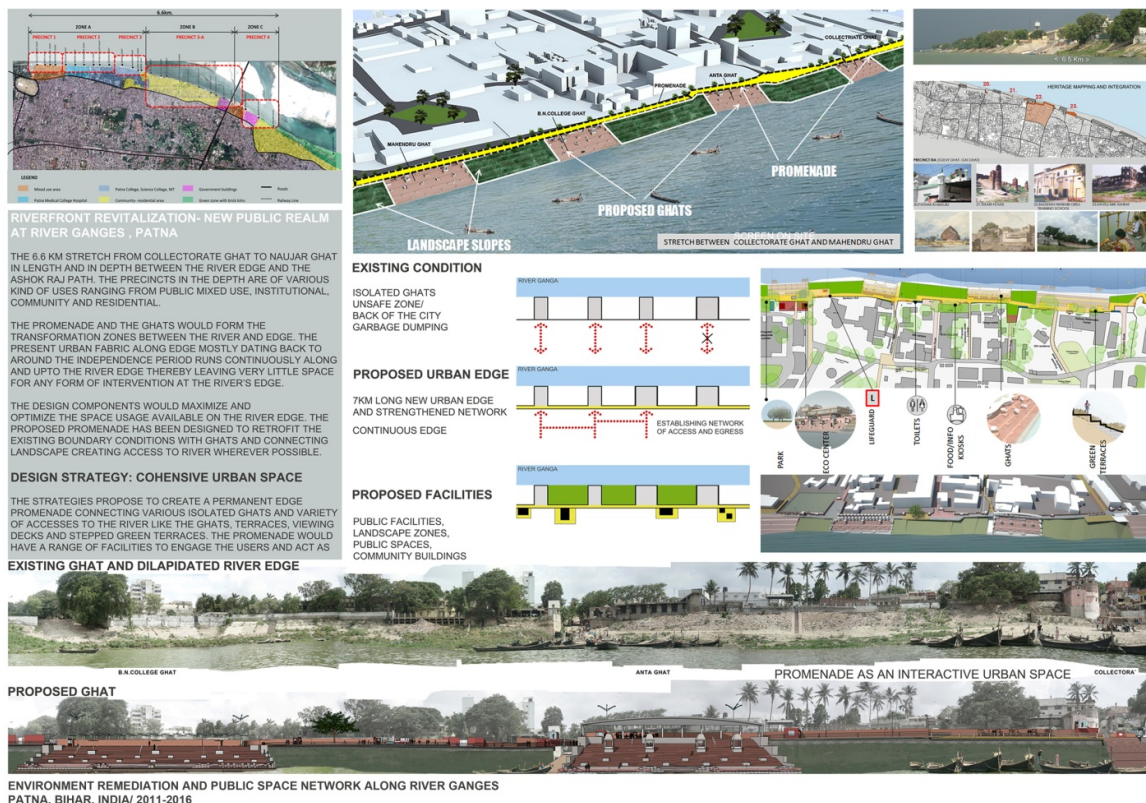 6.6km.
ZONE A
ZONE B
ZONE C
PRECINCT 1
PRECINCT 2
PRECINCT 3
PRECINCT 3-A
PRECINCT 4
LEGEND
Mixed use area
Patna College, Science College, NIT
Government buildings
Roads
Patna Medical College Hospital
Community- residential area
Green zone with brick kilns
Railway Line
RIVERFRONT REVITALIZATION- NEW PUBLIC REALM
AT RIVER GANGES , PATNA
THE 6.6 KM STRETCH FROM COLLECTORATE GHAT TO NAUJAR GHAT
IN LENGTH AND IN DEPTH BETWEEN THE RIVER EDGE AND THE
ASHOK RAJ PATH. THE PRECINCTS IN THE DEPTH ARE OF VARIOUS
KIND OF USES RANGING FROM PUBLIC MIXED USE, INSTITUTIONAL,
COMMUNITY AND RESIDENTIAL.
THE PROMENADE AND THE GHATS WOULD FORM THE
TRANSFORMATION ZONES BETWEEN THE RIVER AND EDGE. THE
PRESENT URBAN FABRIC ALONG EDGE MOSTLY DATING BACK TO
AROUND THE INDEPENDENCE PERIOD RUNS CONTINUOUSLY ALONG
AND UPTO THE RIVER EDGE THEREBY LEAVING VERY LITTLE SPACE
FOR ANY FORM OF INTERVENTION AT THE RIVER'S EDGE.
THE DESIGN COMPONENTS WOULD MAXIMIZE AND
OPTIMIZE THE SPACE USAGE AVAILABLE ON THE RIVER EDGE. THE
PROPOSED PROMENADE HAS BEEN DESIGNED TO RETROFIT THE
EXISTING BOUNDARY CONDITIONS WITH GHATS AND CONNECTING
LANDSCAPE CREATING ACCESS TO RIVER WHEREVER POSSIBLE.
DESIGN STRATEGY: COHENSIVE URBAN SPACE
THE STRATEGIES PROPOSE TO CREATE A PERMANENT EDGE
PROMENADE CONNECTING VARIOUS ISOLATED GHATS AND VARIETY
OF ACCESSES TO THE RIVER LIKE THE GHATS, TERRACES, VIEWING
DECKS AND STEPPED GREEN TERRACES. THE PROMENADE WOULD
HAVE A RANGE OF FACILITIES TO ENGAGE THE USERS AND ACT AS
COLLECTRIATE GHAT
ANTA GHAT
PROMENADE
B.N.COLLEGE GHAT
MAHENDRU GHAT
PROMENADE
PROPOSED GHATS
LANDSCAPE SLOPES
STRETCH BETWEEN COLLECTORATE GHAT AND MAHENDRU GHAT
< 6.5 Km >
HERITAGE MAPPING AND INTEGRATION
20.
21.
22.
23.
EXISTING CONDITION
ISOLATED GHATS
UNSAFE ZONE/
BACK OF THE CITY
GARBAGE DUMPING
RIVER GANGA
PROPOSED URBAN EDGE
7KM LONG NEW URBAN EDGE
AND STRENGTHENED NETWORK
CONTINUOUS EDGE
RIVER GANGA
ESTABLISHING NETWORK
OF ACCESS AND EGRESS
PROPOSED FACILITIES
PUBLIC FACILITIES,
LANDSCAPE ZONES,
PUBLIC SPACES,
COMMUNITY BUILDINGS
RIVER GANGA
PARK
ECO CENTER
L
LIFEGUARD
TOILETS
FOOD/INFO
KIOSKS
GHATS
GREEN
TERRACES
EXISTING GHAT AND DILAPIDATED RIVER EDGE
B.N.COLLEGE GHAT
ANTA GHAT
PROMENADE AS AN INTERACTIVE URBAN SPACE
COLLECTORA
PROPOSED GHAT
ENVIRONMENT REMEDIATION AND PUBLIC SPACE NETWORK ALONG RIVER GANGES
PATNA, BIHAR, INDIA/ 2011-2016